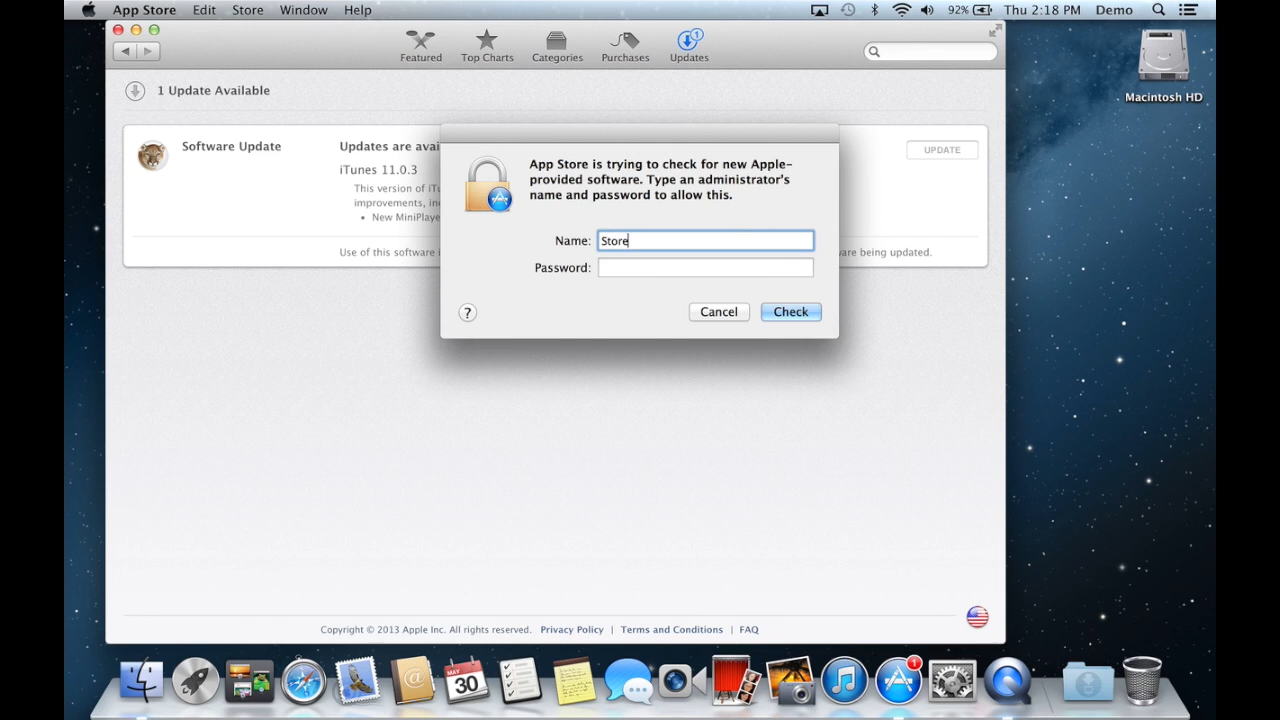 App Store Edit Store Window Help 92% Thu 2:18 PM Demo
Featured Top Charts Categories Purchases Updates
1
1 Update Available
Macintosh HD
Software Update
Updates are avai
UPDATE
iTunes 11.0.3
This version of iTu
improvements, inc
• New MiniPlaye
Use of this software i
are being updated.
App Store is trying to check for new Apple-
provided software. Type an administrator's
name and password to allow this.
Name: Store
Password:
? Cancel Check
Copyright © 2013 Apple Inc. All rights reserved. Privacy Policy | Terms and Conditions | FAQ
MAY
30
@
1